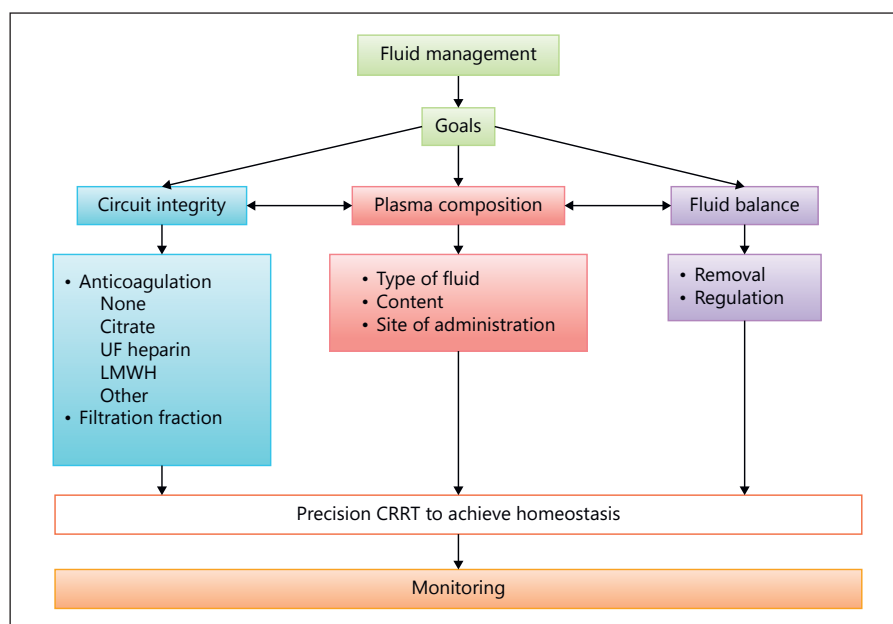 Fluid management
Goals
Circuit integrity
Plasma composition
Fluid balance
• Anticoagulation
None
Citrate
UF heparin
LMWH
Other
• Filtration fraction
• Type of fluid
• Content
• Site of administration
• Removal
• Regulation
Precision CRRT to achieve homeostasis
Monitoring